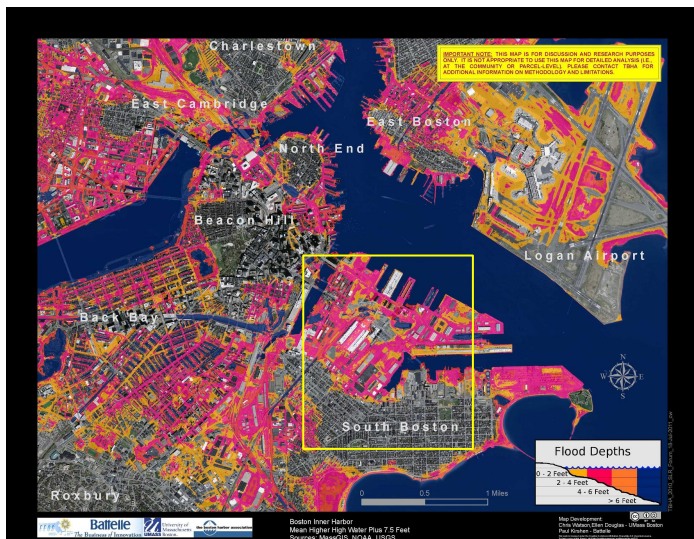 Charlestown
IMPORTANT NOTE: THIS MAP IS FOR DISCUSSION AND RESEARCH PURPOSES
ONLY. IT IS NOT APPROPRIATE TO USE THIS MAP FOR DETAILED ANALYSIS (I.E.,
AT THE COMMUNITY OR PARCEL-LEVEL). PLEASE CONTACT TBHA FOR
ADDITIONAL INFORMATION ON METHODOLOGY AND LIMITATIONS.
East Cambridge
East Boston
North End
Beacon Hill
Logan Airport
Back Bay
N
W E
S
South Boston
Roxbury
0 0.5 1 Miles
Flood Depths
0 - 2 Feet
2 - 4 Feet
4 - 6 Feet
> 6 Feet
Battelle
The Business of Innovation
University of
Massachusetts
UMASS BOSTON
the boston harbor association
Boston Inner Harbor
Mean Higher High Water Plus 7.5 Feet
Sources: MassGIS, NOAA, USGS
Map Development:
Chris Watson, Ellen Douglas - UMass Boston
Paul Kirshen - Battelle